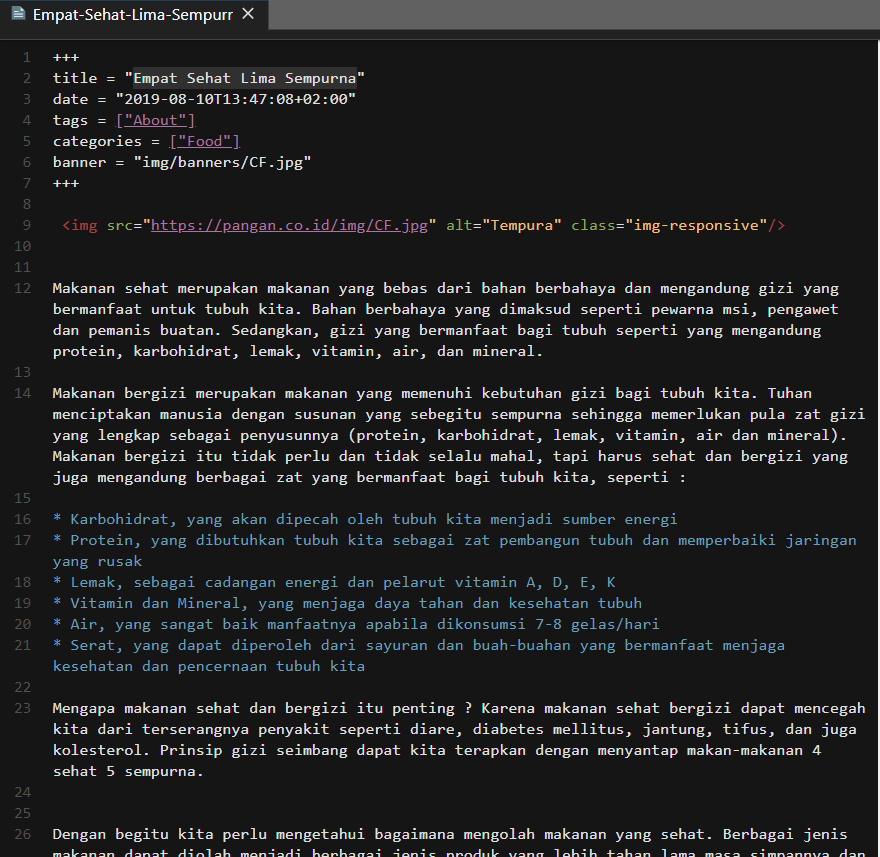 Empat-Sehat-Lima-Sempurr ×
1 +++
2 title = "Empat Sehat Lima Sempurna"
3 date = "2019-08-10T13:47:08+02:00"
4 tags = ["About"]
5 categories = ["Food"]
6 banner = "img/banners/CF.jpg"
7 +++
8
9 <img src="https://pangan.co.id/img/CF.jpg" alt="Tempura" class="img-responsive"/>
10
11
12 Makanan sehat merupakan makanan yang bebas dari bahan berbahaya dan mengandung gizi yang
bermanfaat untuk tubuh kita. Bahan berbahaya yang dimaksud seperti pewarna msi, pengawet
dan pemanis buatan. Sedangkan, gizi yang bermanfaat bagi tubuh seperti yang mengandung
protein, karbohidrat, lemak, vitamin, air, dan mineral.
13
14 Makanan bergizi merupakan makanan yang memenuhi kebutuhan gizi bagi tubuh kita. Tuhan
menciptakan manusia dengan susunan yang sebegitu sempurna sehingga memerlukan pula zat gizi
yang lengkap sebagai penyusunnya (protein, karbohidrat, lemak, vitamin, air dan mineral).
Makanan bergizi itu tidak perlu dan tidak selalu mahal, tapi harus sehat dan bergizi yang
juga mengandung berbagai zat yang bermanfaat bagi tubuh kita, seperti :
15
16 * Karbohidrat, yang akan dipecah oleh tubuh kita menjadi sumber energi
17 * Protein, yang dibutuhkan tubuh kita sebagai zat pembangun tubuh dan memperbaiki jaringan
yang rusak
18 * Lemak, sebagai cadangan energi dan pelarut vitamin A, D, E, K
19 * Vitamin dan Mineral, yang menjaga daya tahan dan kesehatan tubuh
20 * Air, yang sangat baik manfaatnya apabila dikonsumsi 7-8 gelas/hari
21 * Serat, yang dapat diperoleh dari sayuran dan buah-buahan yang bermanfaat menjaga
kesehatan dan pencernaan tubuh kita
22
23 Mengapa makanan sehat dan bergizi itu penting ? Karena makanan sehat bergizi dapat mencegah
kita dari terserangnya penyakit seperti diare, diabetes mellitus, jantung, tifus, dan juga
kolesterol. Prinsip gizi seimbang dapat kita terapkan dengan menyantap makan-makanan 4
sehat 5 sempurna.
24
25
26 Dengan begitu kita perlu mengetahui bagaimana mengolah makanan yang sehat. Berbagai jenis
makanan dapat diolah menjadi berbagai jenis produk yang lebih tahan lama masa simpannya dan